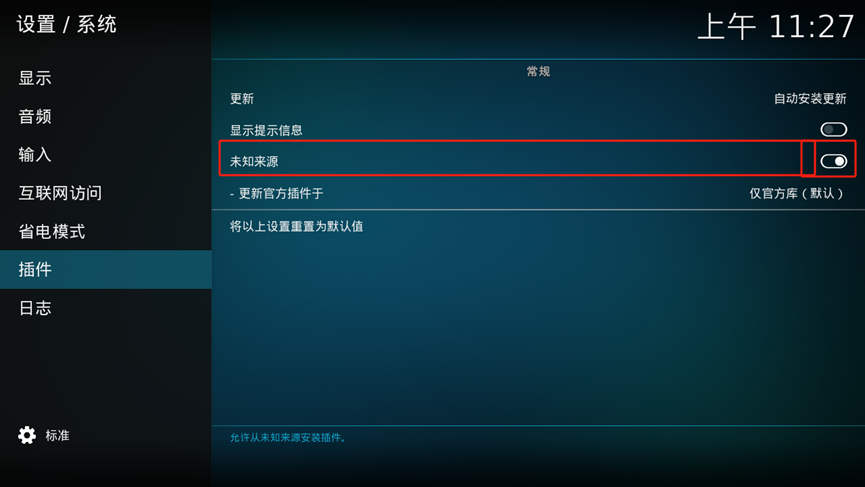 设置 / 系统
上午 11:27
显示
音频
输入
互联网访问
省电模式
插件
日志
标准
常规
更新 自动安装更新
显示提示信息
未知来源
- 更新官方插件于 仅官方库（默认）
将以上设置重置为默认值
允许从未知来源安装插件。